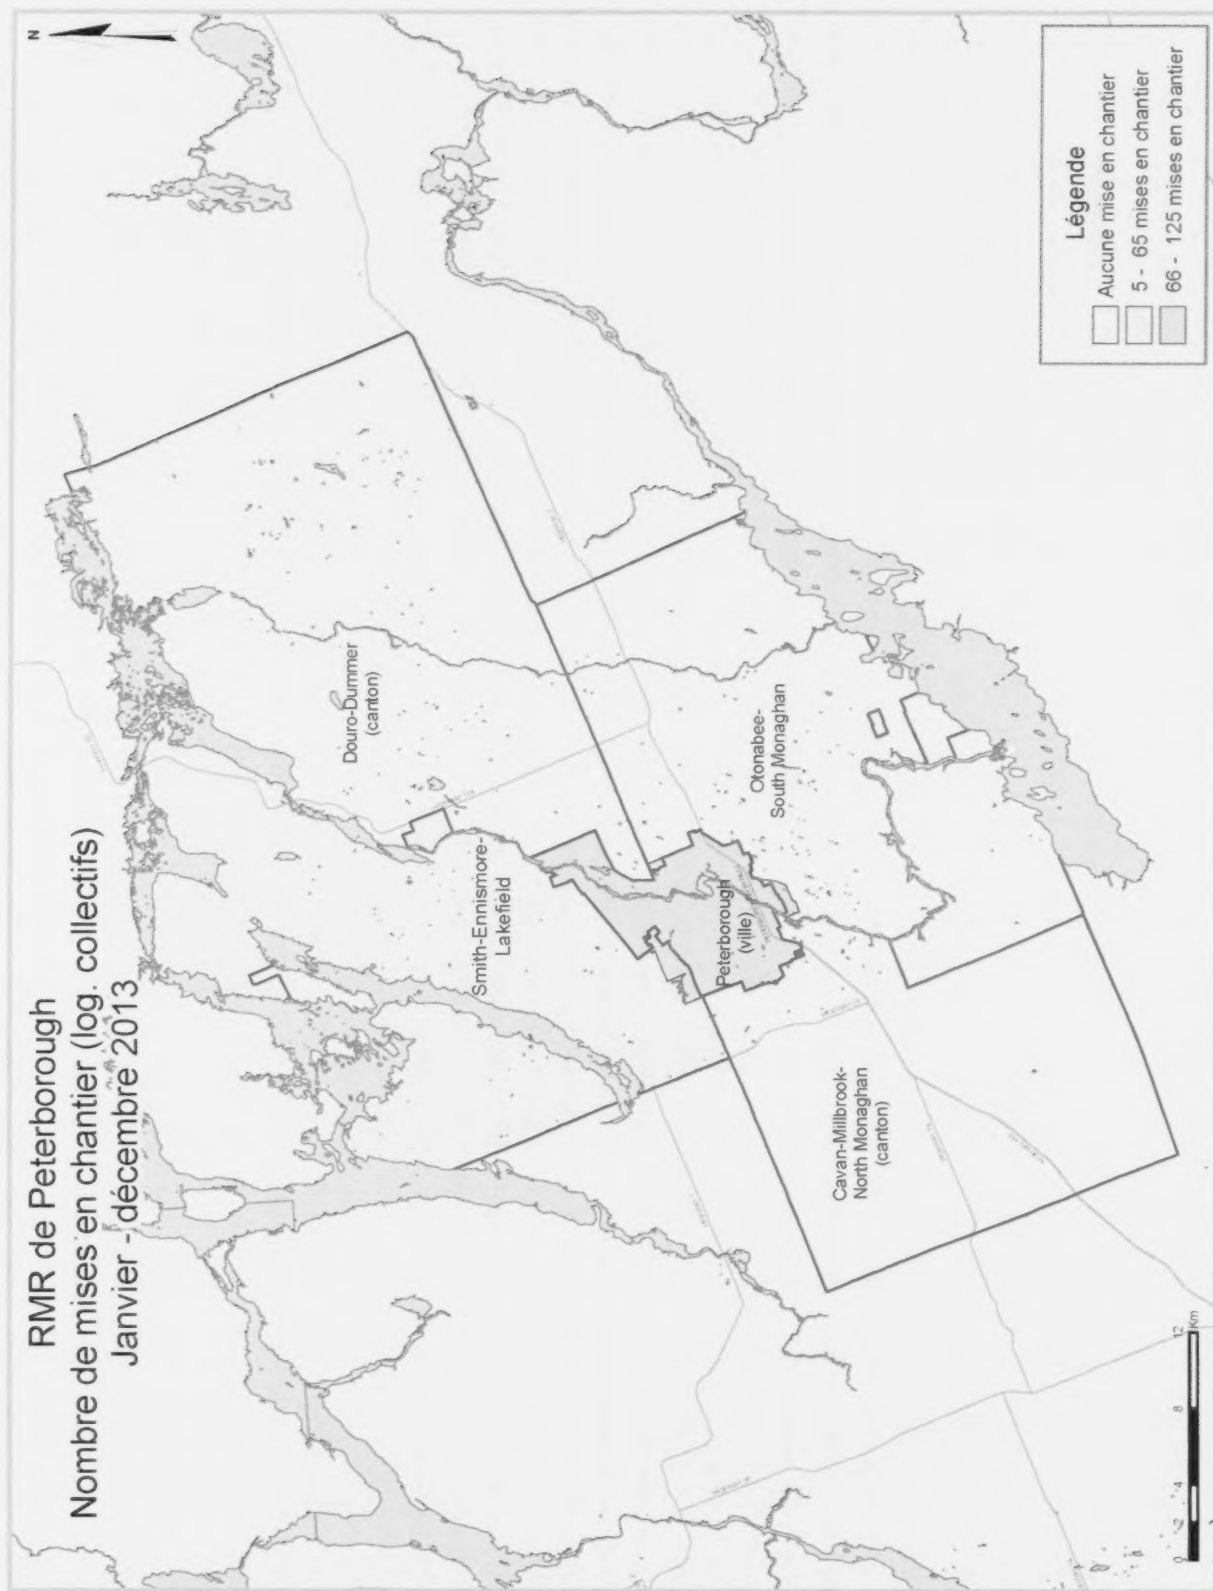 RMR de Peterborough
Nombre de mises en chantier (log. collectifs)
Janvier - décembre 2013
N
Smith-Ennismore-
Lakefield
Douro-Dummer
(canton)
Peterborough
(ville)
Otonabee-
South Monaghan
Cavan-Millbrook-
North Monaghan
(canton)
Légende
Aucune mise en chantier
5 - 65 mises en chantier
66 - 125 mises en chantier
0 2 4 8 12
Km